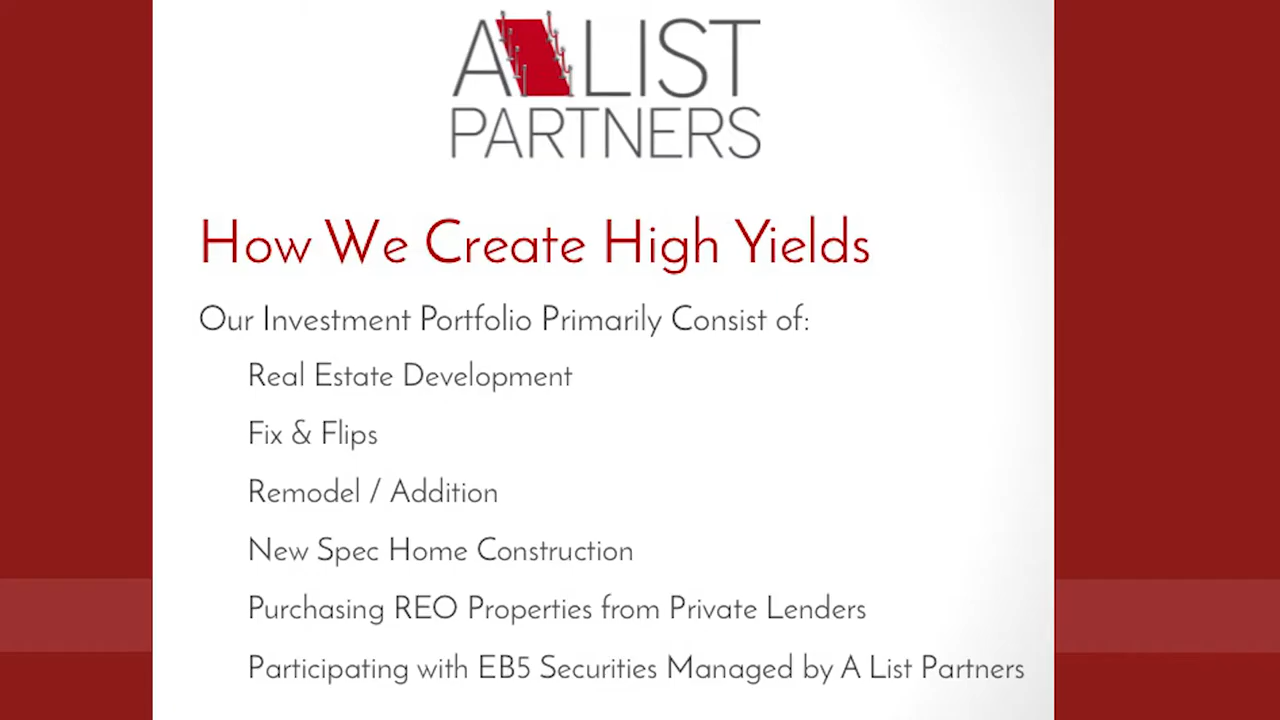 A LIST
PARTNERS
How We Create High Yields
Our Investment Portfolio Primarily Consist of:
Real Estate Development
Fix & Flips
Remodel / Addition
New Spec Home Construction
Purchasing REO Properties from Private Lenders
Participating with EB5 Securities Managed by A List Partners